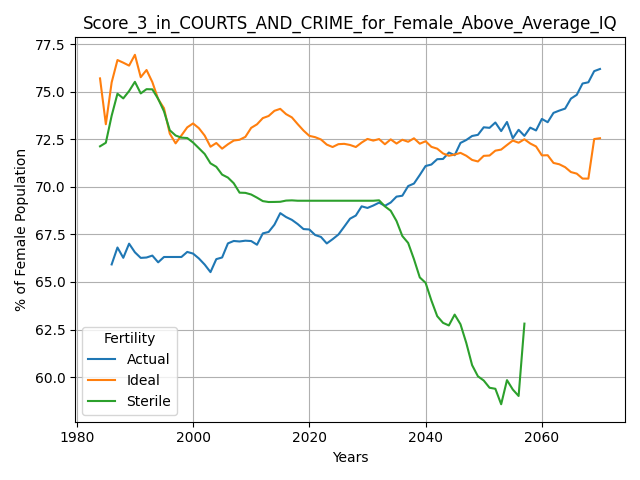 Score_3_in_COURTS_AND_CRIME_for_Female_Above_Average_IQ
% of Female Population
77.5
75.0
72.5
70.0
67.5
65.0
62.5
60.0
Fertility
Actual
Ideal
Sterile
1980
2000
2020
2040
2060
Years